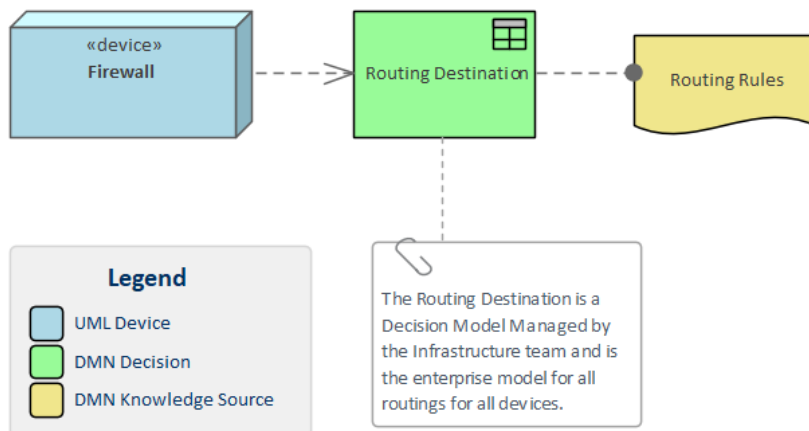 «device»
Firewall
Routing Destination
Routing Rules
Legend
UML Device
DMN Decision
DMN Knowledge Source
The Routing Destination is a
Decision Model Managed by
the Infrastructure team and is
the enterprise model for all
routings for all devices.